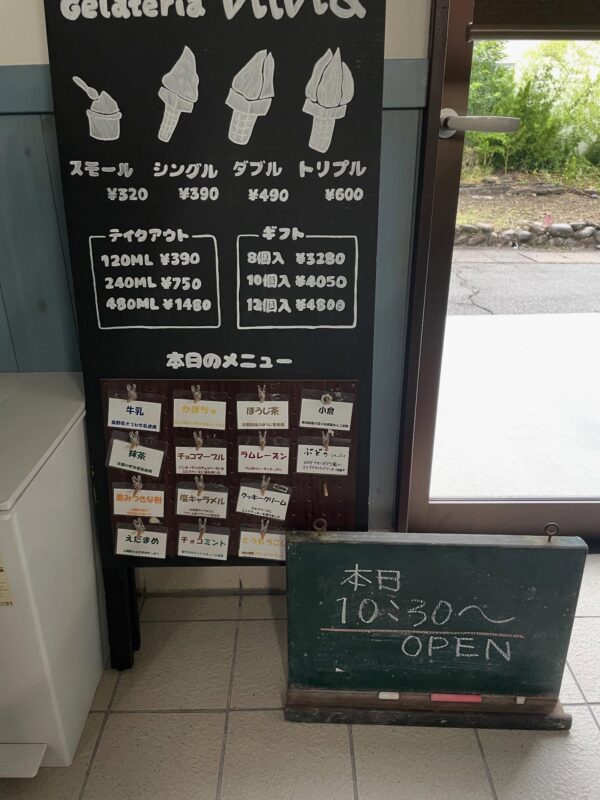 Gelateria
スモール シングル ダブル トリプル
¥320 ¥390 ¥490 ¥600
テイクアウト
120ML ¥390
240ML ¥750
480ML ¥1480
ギフト
8個入 ¥3280
10個入 ¥4050
12個入 ¥4800
本日のメニュー
牛乳 かぼちゃ ほうじ茶 小倉
抹茶 チョコマーブル ラムレーズン ぶどう
黒みつきな粉 塩キャラメル クッキークリーム
えだまめ チョコミント とうもろこし
本日
10:30〜
OPEN